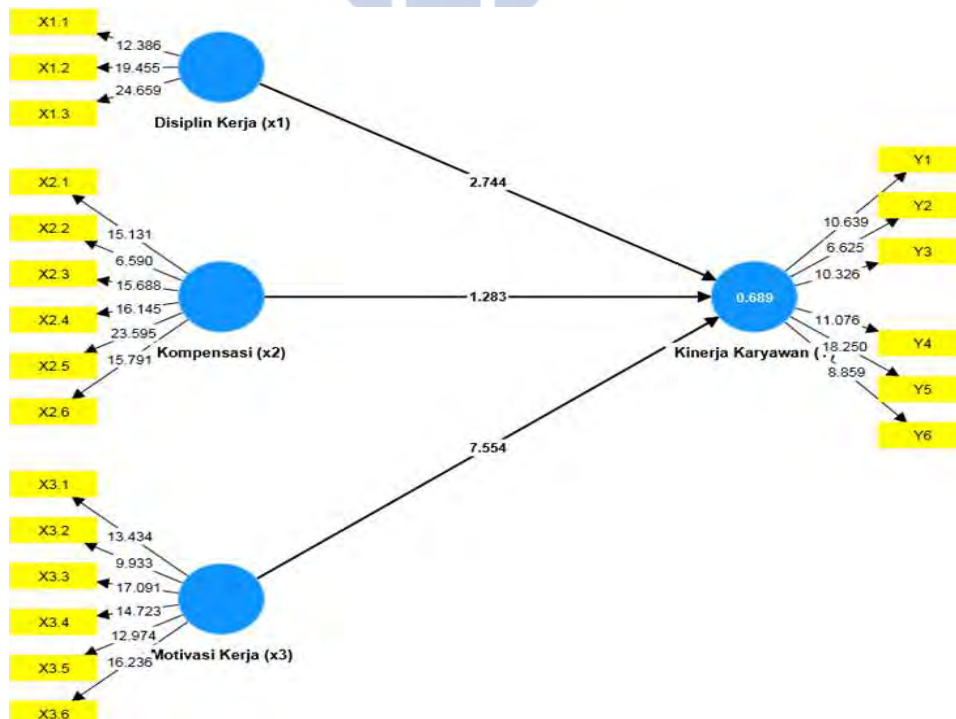 X1.1
12.386
X1.2
19.455
X1.3
24.659
Disiplin Kerja (x1)
2.744
X2.1
15.131
X2.2
6.590
X2.3
15.688
X2.4
16.145
X2.5
23.595
X2.6
15.791
Kompensasi (x2)
1.283
X3.1
13.434
X3.2
9.933
X3.3
17.091
X3.4
14.723
X3.5
12.974
X3.6
16.236
Motivasi Kerja (x3)
7.554
0.689
Kinerja Karyawan (
Y1
10.639
Y2
6.625
Y3
10.326
Y4
11.076
Y5
18.250
Y6
8.859